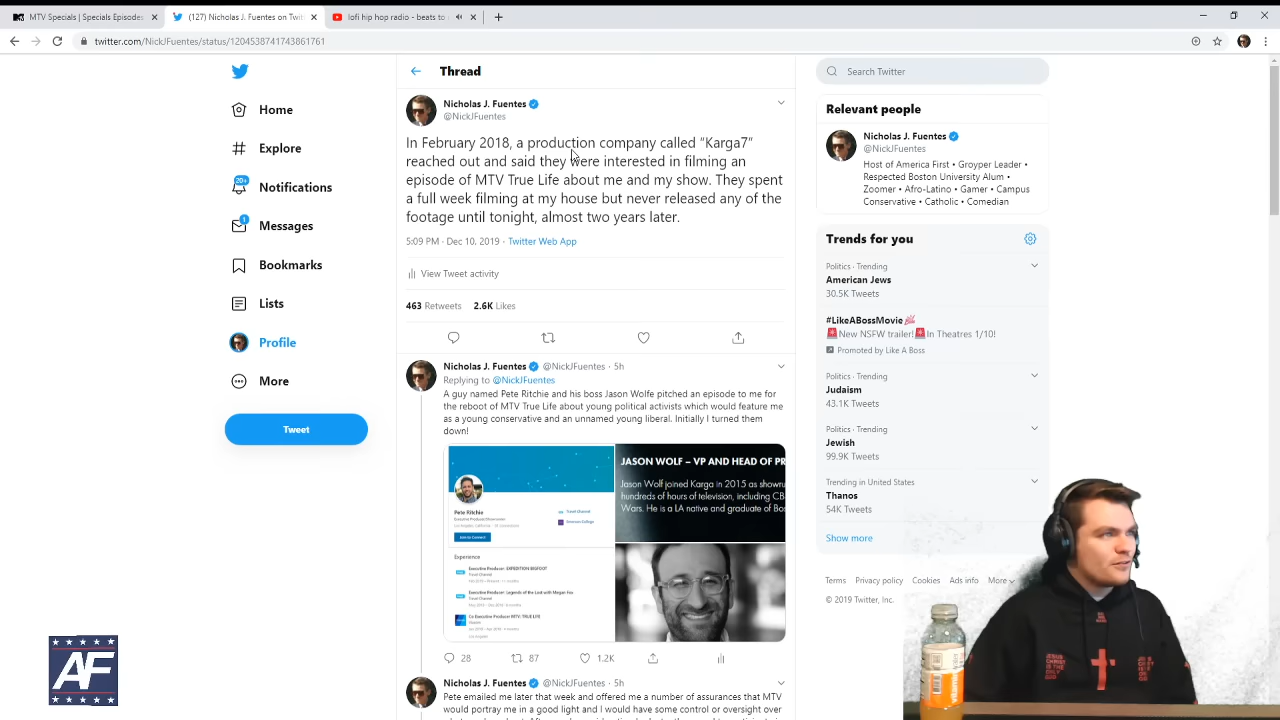 MTV Specials | Specials Episodes
(127) Nicholas J. Fuentes on Twit
lofi hip hop radio - beats to
twitter.com/NickJFuentes/status/1204538741743861761
Home
Explore
20+
Notifications
1
Messages
Bookmarks
Lists
Profile
More
Tweet
Thread
Nicholas J. Fuentes
@NickJFuentes
In February 2018, a production company called “Karga7”
reached out and said they were interested in filming an
episode of MTV True Life about me and my show. They spent
a full week filming at my house but never released any of the
footage until tonight, almost two years later.
5:09 PM · Dec 10, 2019 · Twitter Web App
View Tweet activity
463 Retweets 2.6K Likes
Nicholas J. Fuentes @NickJFuentes · 5h
Replying to @NickJFuentes
A guy named Pete Ritchie and his boss Jason Wolfe pitched an episode to me for
the reboot of MTV True Life about young political activists which would feature me
as a young conservative and an unnamed young liberal. Initially I turned them
down!
Pete Ritchie
Experience
JASON WOLF – VP AND HEAD OF PR
Jason Wolf joined Karga in 2015 as showru
hundreds of hours of television, including CB
Wars. He is a LA native and graduate of Bos
28 87 1.2K
Nicholas J. Fuentes @NickJFuentes · 5h
Pete emailed me later that week and offered me a number of assurances that MTV
would portray me in a good light and I would have some control or oversight over
Search Twitter
Relevant people
Nicholas J. Fuentes
@NickJFuentes
Host of America First • Groyper Leader •
Respected Boston University Alum •
Zoomer • Afro-Latino • Gamer • Campus
Conservative • Catholic • Comedian
Trends for you
Politics · Trending
American Jews
30.5K Tweets
#LikeABossMovie
New NSFW trailer! In Theatres 1/10!
Promoted by Like A Boss
Politics · Trending
Judaism
43.1K Tweets
Politics · Trending
Jewish
99.9K Tweets
Trending in United States
Thanos
54K Tweets
Show more
Terms Privacy policy Cookies Ads info More
© 2019 Twitter, Inc.
AF